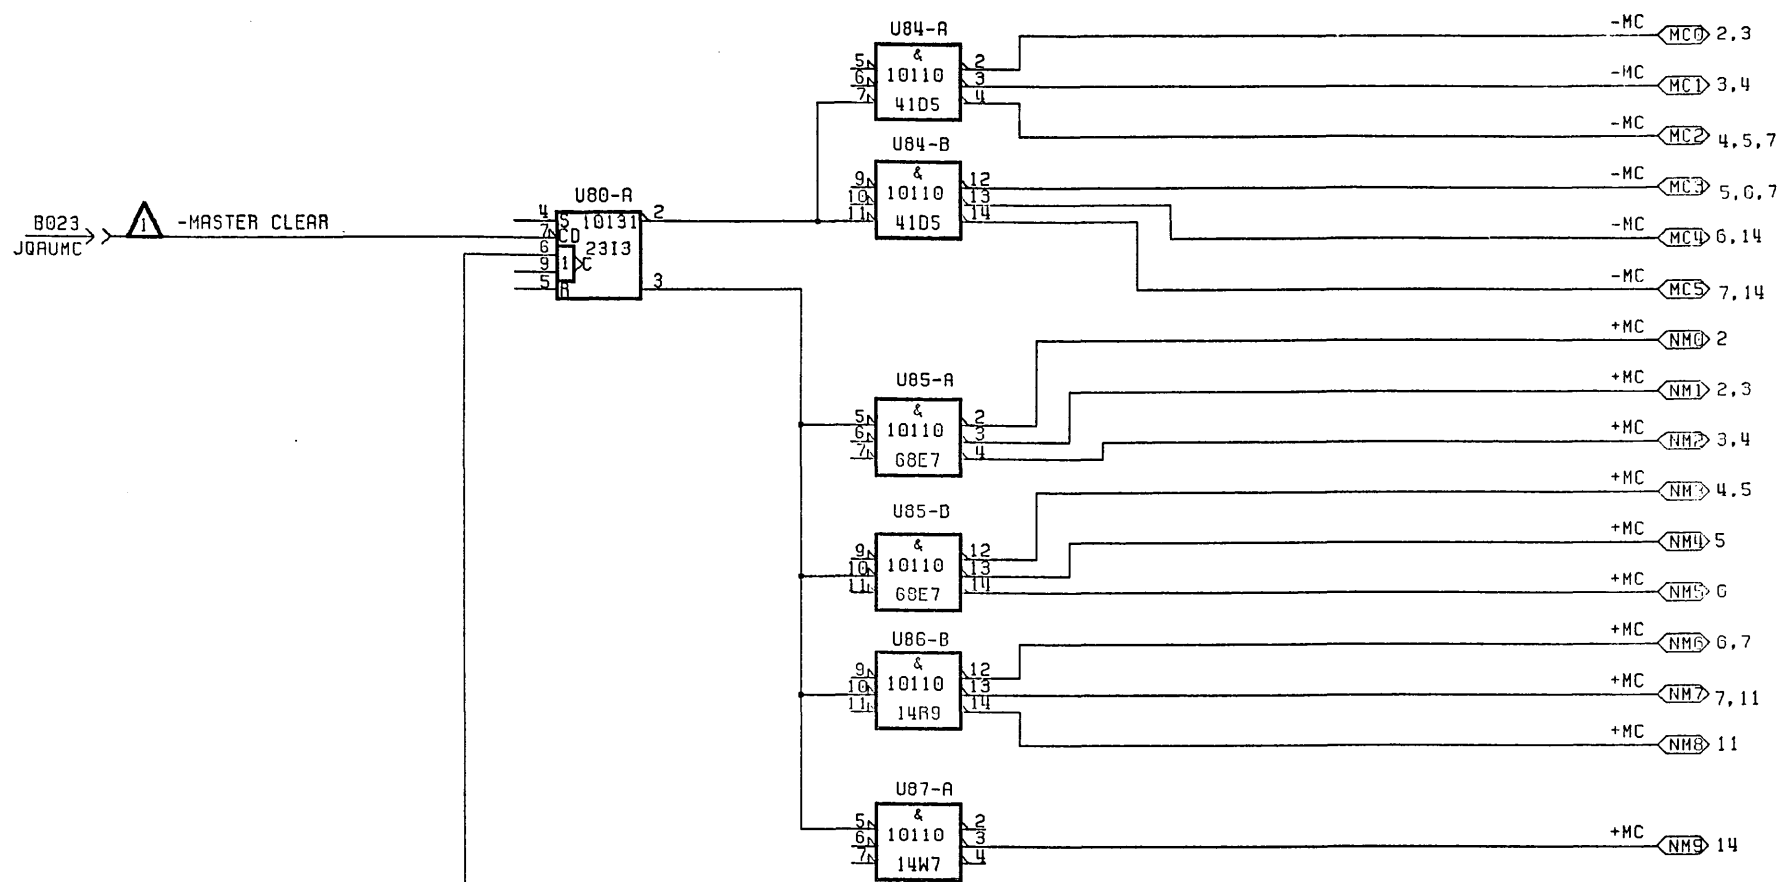 U84-A
&
10110
41D5
5
6
7
2
3
4
-MC MC0 2,3
-MC MC1 3,4
-MC MC2 4,5,7
U84-B
&
10110
41D5
9
10
11
12
13
14
-MC MC3 5,6,7
-MC MC4 6,14
-MC MC5 7,14
B023
JQAUMC
1
-MASTER CLEAR
U80-A
4 S 10131 2
7 CD
6 2313
9 1 C
5 R
3
U85-A
&
10110
68E7
5
6
7
2
3
4
+MC NM0 2
+MC NM1 2,3
+MC NM2 3,4
U85-B
&
10110
68E7
9
10
11
12
13
14
+MC NM3 4,5
+MC NM4 5
+MC NM5 6
U86-B
&
10110
14R9
9
10
11
12
13
14
+MC NM6 6,7
+MC NM7 7,11
+MC NM8 11
U87-A
&
10110
14W7
5
6
7
2
3
4
+MC NM9 14